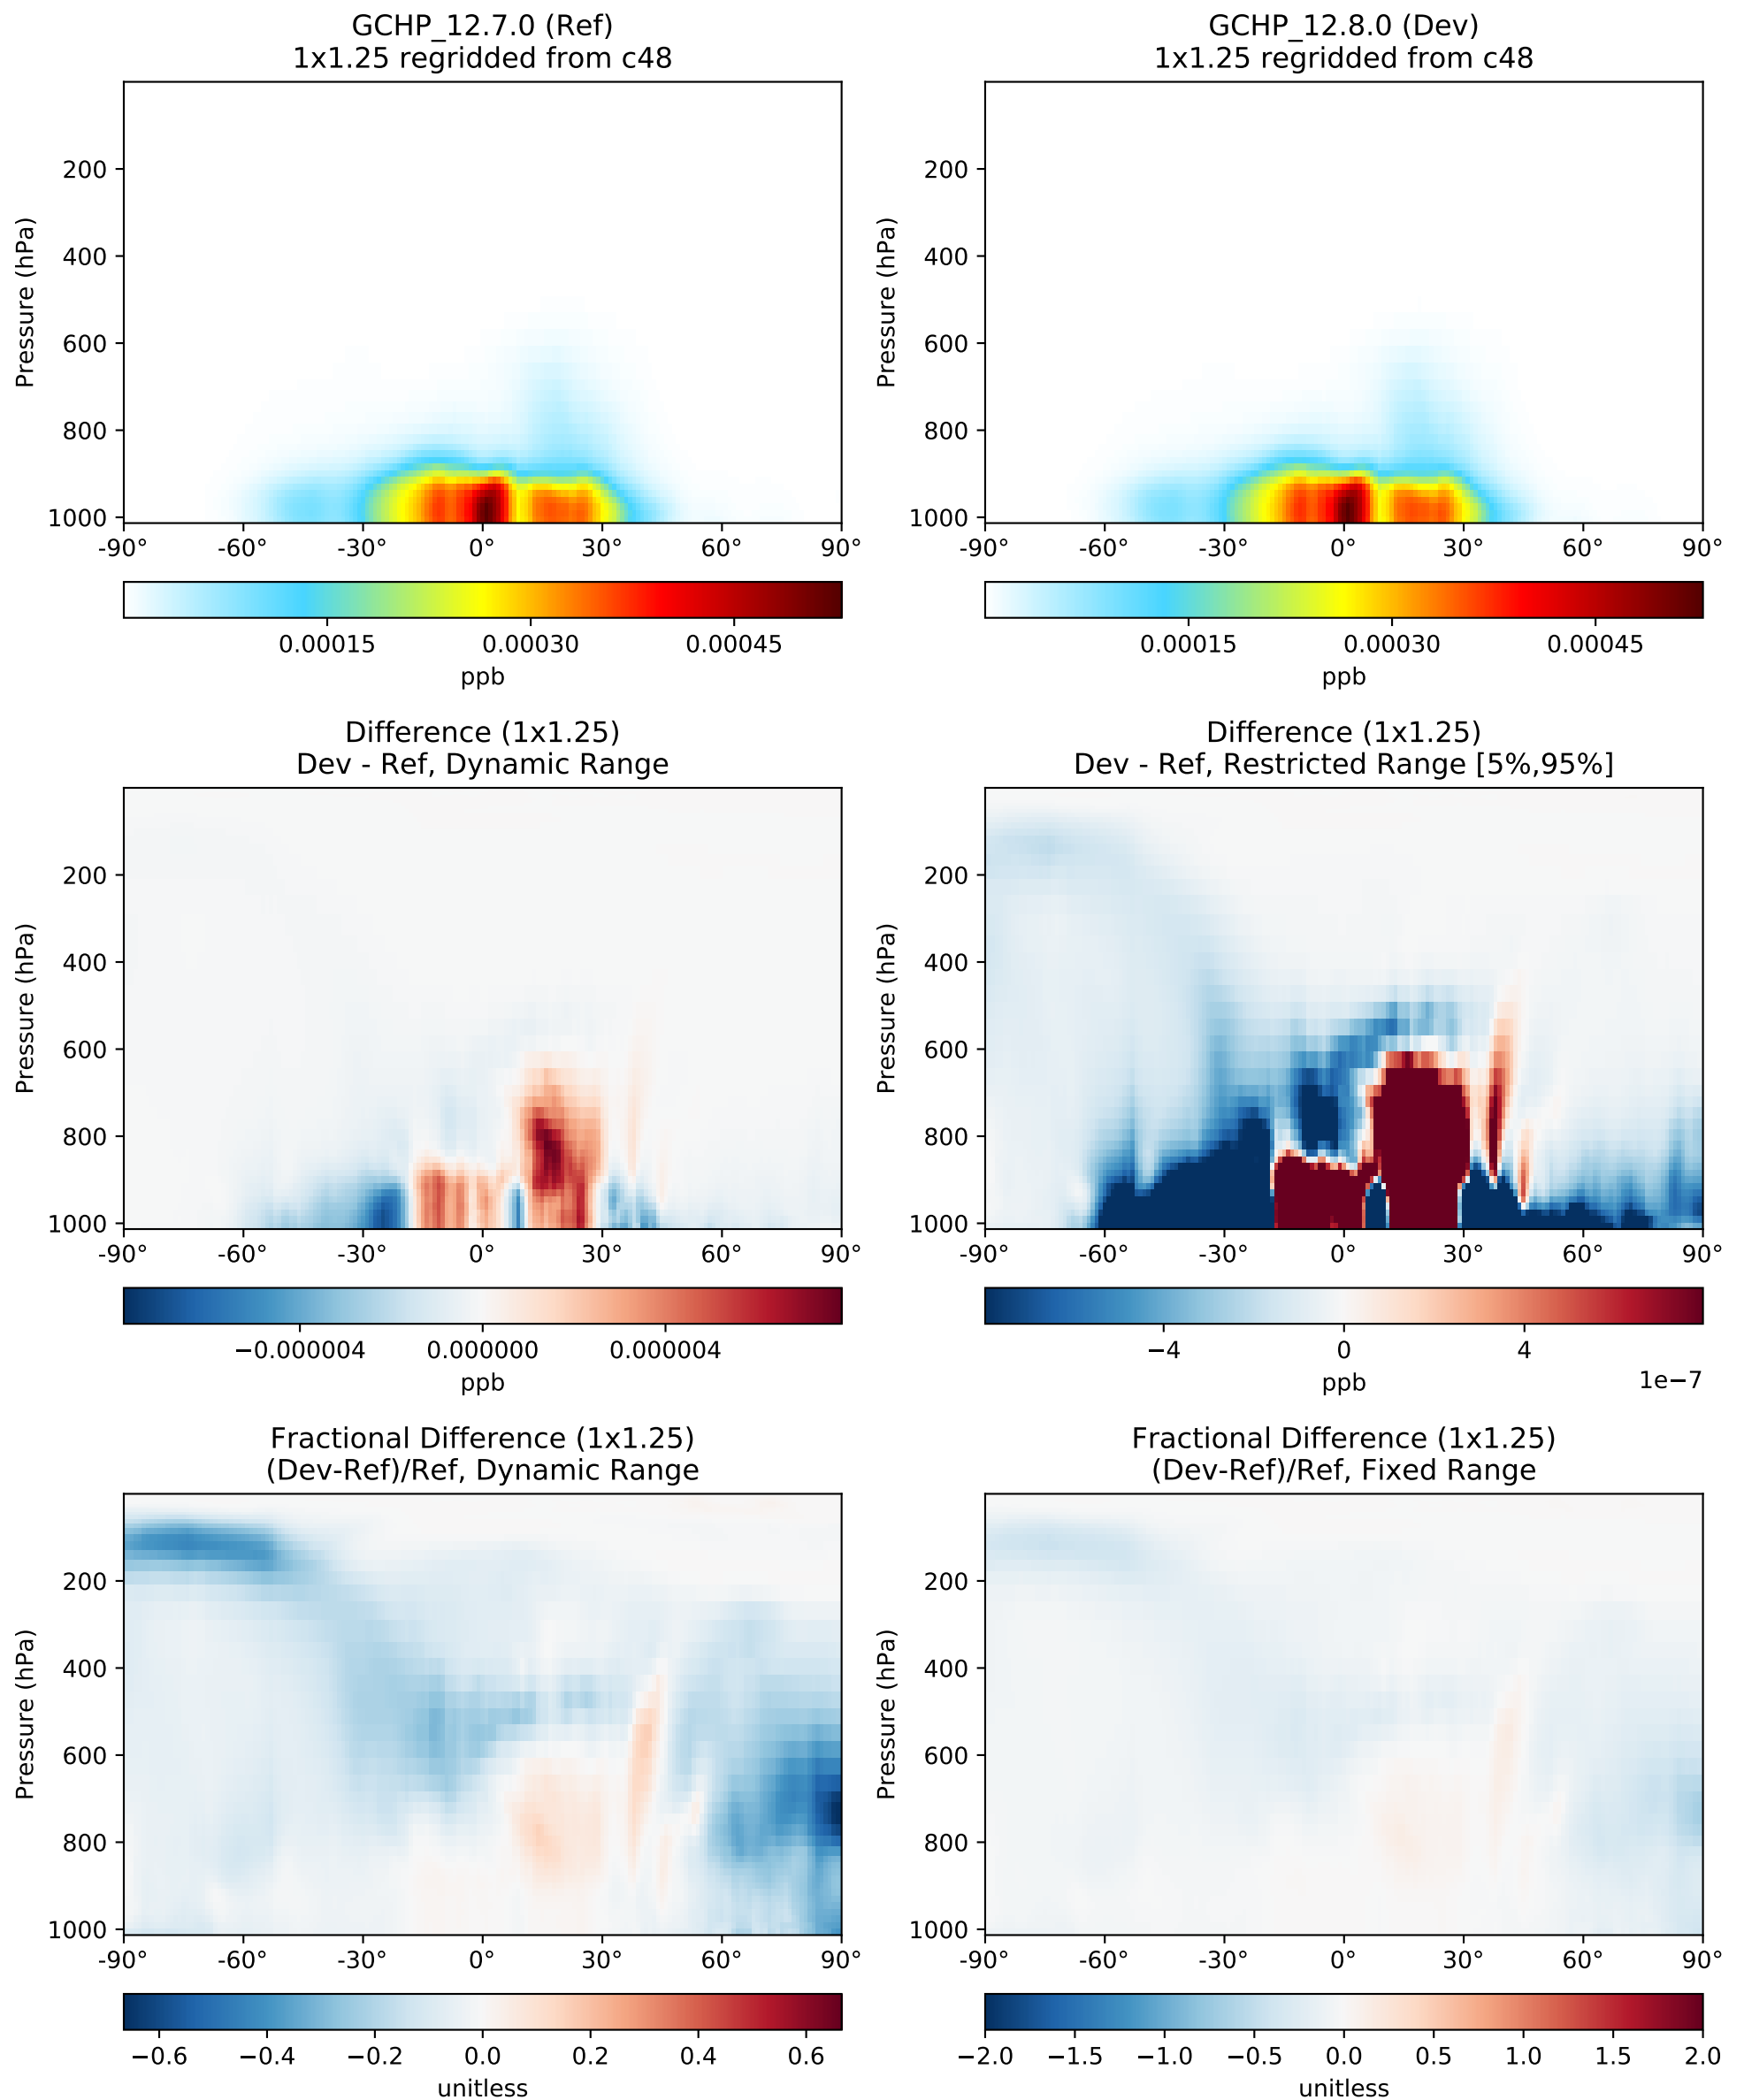 GCHP_12.7.0 (Ref)
1x1.25 regridded from c48
Pressure (hPa)
200
400
600
800
1000
-90° -60° -30° 0° 30° 60° 90°
0.00015 0.00030 0.00045
ppb
GCHP_12.8.0 (Dev)
1x1.25 regridded from c48
Pressure (hPa)
200
400
600
800
1000
-90° -60° -30° 0° 30° 60° 90°
0.00015 0.00030 0.00045
ppb
Difference (1x1.25)
Dev - Ref, Dynamic Range
Pressure (hPa)
200
400
600
800
1000
-90° -60° -30° 0° 30° 60° 90°
−0.000004 0.000000 0.000004
ppb
Difference (1x1.25)
Dev - Ref, Restricted Range [5%,95%]
Pressure (hPa)
200
400
600
800
1000
-90° -60° -30° 0° 30° 60° 90°
−4 0 4
ppb
1e−7
Fractional Difference (1x1.25)
(Dev-Ref)/Ref, Dynamic Range
Pressure (hPa)
200
400
600
800
1000
-90° -60° -30° 0° 30° 60° 90°
−0.6 −0.4 −0.2 0.0 0.2 0.4 0.6
unitless
Fractional Difference (1x1.25)
(Dev-Ref)/Ref, Fixed Range
Pressure (hPa)
200
400
600
800
1000
-90° -60° -30° 0° 30° 60° 90°
−2.0 −1.5 −1.0 −0.5 0.0 0.5 1.0 1.5 2.0
unitless